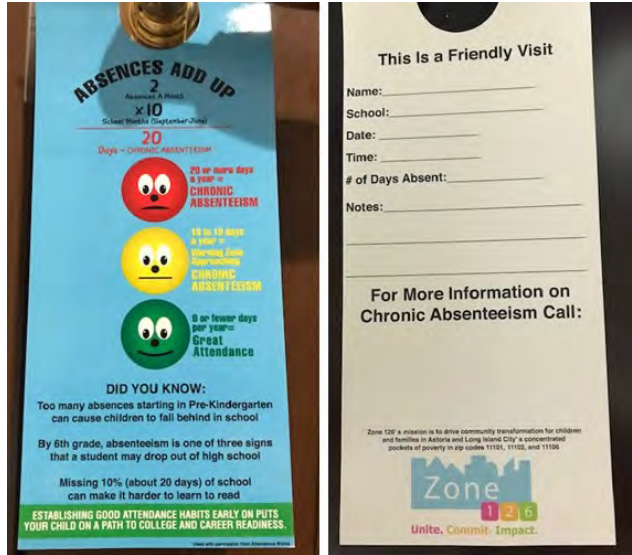 ABSENCES ADD UP
2
Absences A Month
x10
School Months (September-June)
20
Days = CHRONIC ABSENTEEISM
20 or more days
a year =
CHRONIC
ABSENTEEISM
10 to 19 days
a year =
Warning Zone
Approaching
CHRONIC
ABSENTEEISM
9 or fewer days
per year=
Great
Attendance
DID YOU KNOW:
Too many absences starting in Pre-Kindergarten
can cause children to fall behind in school
By 6th grade, absenteeism is one of three signs
that a student may drop out of high school
Missing 10% (about 20 days) of school
can make it harder to learn to read
ESTABLISHING GOOD ATTENDANCE HABITS EARLY ON PUTS
YOUR CHILD ON A PATH TO COLLEGE AND CAREER READINESS.
Used with permission from Attendance Works
This Is a Friendly Visit
Name:
School:
Date:
Time:
# of Days Absent:
Notes:
For More Information on
Chronic Absenteeism Call:
Zone 126's mission is to drive community transformation for children
and families in Astoria and Long Island City's concentrated
pockets of poverty in zip codes 11101, 11102, and 11106
Zone
126
Unite. Commit. Impact.